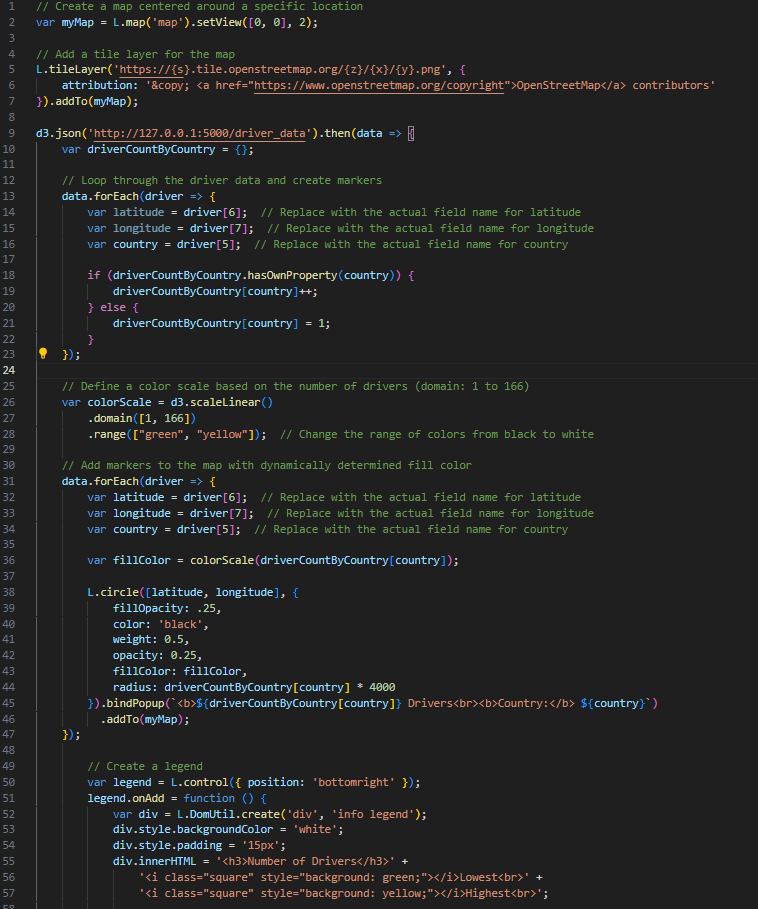 1 // Create a map centered around a specific location
2 var myMap = L.map('map').setView([0, 0], 2);
3
4 // Add a tile layer for the map
5 L.tileLayer('https://{s}.tile.openstreetmap.org/{z}/{x}/{y}.png', {
6     attribution: '&copy; <a href="https://www.openstreetmap.org/copyright">OpenStreetMap</a> contributors'
7 }).addTo(myMap);
8
9 d3.json('http://127.0.0.1:5000/driver_data').then(data => {
10     var driverCountByCountry = {};
11
12     // Loop through the driver data and create markers
13     data.forEach(driver => {
14         var latitude = driver[6];  // Replace with the actual field name for latitude
15         var longitude = driver[7];  // Replace with the actual field name for longitude
16         var country = driver[5];  // Replace with the actual field name for country
17
18         if (driverCountByCountry.hasOwnProperty(country)) {
19             driverCountByCountry[country]++;
20         } else {
21             driverCountByCountry[country] = 1;
22         }
23     });
24
25     // Define a color scale based on the number of drivers (domain: 1 to 166)
26     var colorScale = d3.scaleLinear()
27         .domain([1, 166])
28         .range(["green", "yellow"]);  // Change the range of colors from black to white
29
30     // Add markers to the map with dynamically determined fill color
31     data.forEach(driver => {
32         var latitude = driver[6];  // Replace with the actual field name for latitude
33         var longitude = driver[7];  // Replace with the actual field name for longitude
34         var country = driver[5];  // Replace with the actual field name for country
35
36         var fillColor = colorScale(driverCountByCountry[country]);
37
38         L.circle([latitude, longitude], {
39             fillOpacity: .25,
40             color: 'black',
41             weight: 0.5,
42             opacity: 0.25,
43             fillColor: fillColor,
44             radius: driverCountByCountry[country] * 4000
45         }).bindPopup(`<b>${driverCountByCountry[country]} Drivers<br><b>Country:</b> ${country}`)
46           .addTo(myMap);
47     });
48
49         // Create a legend
50         var legend = L.control({ position: 'bottomright' });
51         legend.onAdd = function () {
52             var div = L.DomUtil.create('div', 'info legend');
53             div.style.backgroundColor = 'white';
54             div.style.padding = '15px';
55             div.innerHTML = '<h3>Number of Drivers</h3>' +
56                 '<i class="square" style="background: green;"></i>Lowest<br>' +
57                 '<i class="square" style="background: yellow;"></i>Highest<br>';